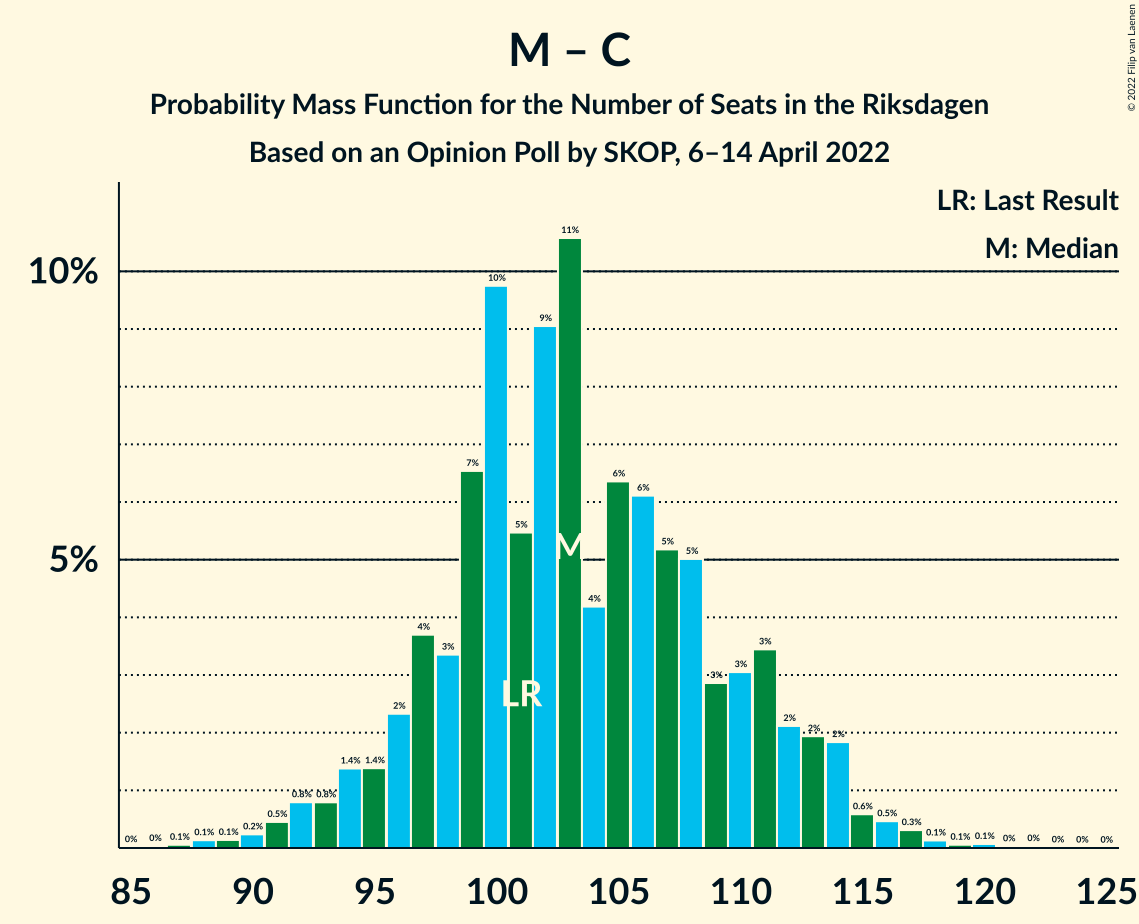 M – C
Probability Mass Function for the Number of Seats in the Riksdagen
Based on an Opinion Poll by SKOP, 6–14 April 2022
© 2022 Filip van Laenen
LR: Last Result
M: Median
10%
5%
0% 0% 0.1% 0.1% 0.1% 0.2% 0.5% 0.8% 0.8% 1.4% 1.4% 2% 4% 3% 7% 10% 5% 9% 11% 4% 6% 6% 5% 5% 3% 3% 3% 2% 2% 2% 0.6% 0.5% 0.3% 0.1% 0.1% 0.1% 0% 0% 0% 0% 0%
M
LR
85 90 95 100 105 110 115 120 125